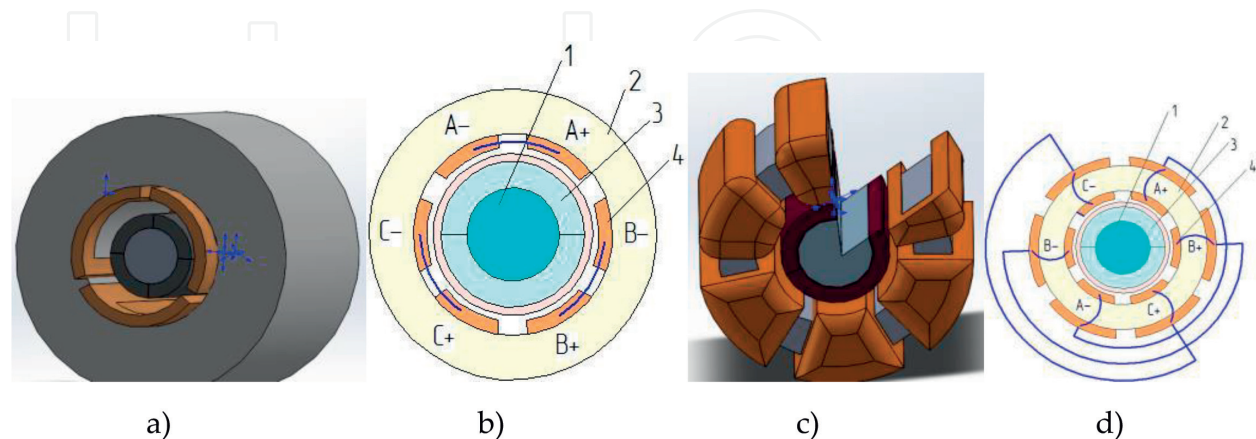 1
2
3
4
A-
A+
C-
B-
C+
B+
1
2
3
4
C-
A+
B-
B+
A-
C+
a) b) c) d)